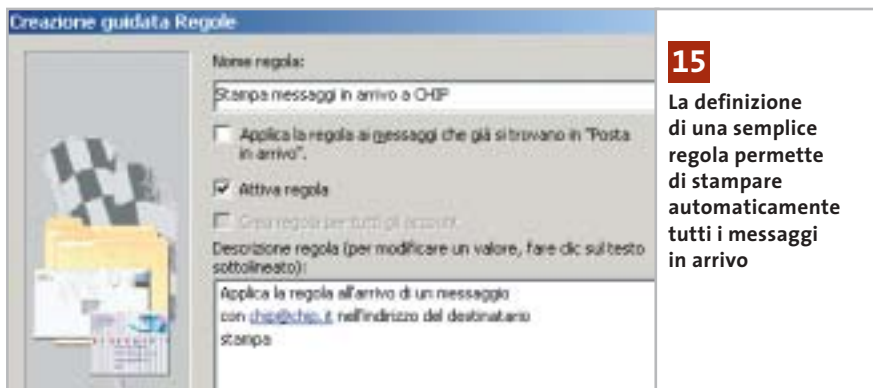 Creazione guidata Regole
Nome regola:
Stampa messaggi in arrivo a CHIP
Applica la regola ai messaggi che già si trovano in "Posta
in arrivo".
Attiva regola
Crea regola per tutti gli account
Descrizione regola (per modificare un valore, fare clic sul testo
sottolineato):
Applica la regola all'arrivo di un messaggio
con chip@chip.it nell'indirizzo del destinatario
stampa
15
La definizione
di una semplice
regola permette
di stampare
automaticamente
tutti i messaggi
in arrivo